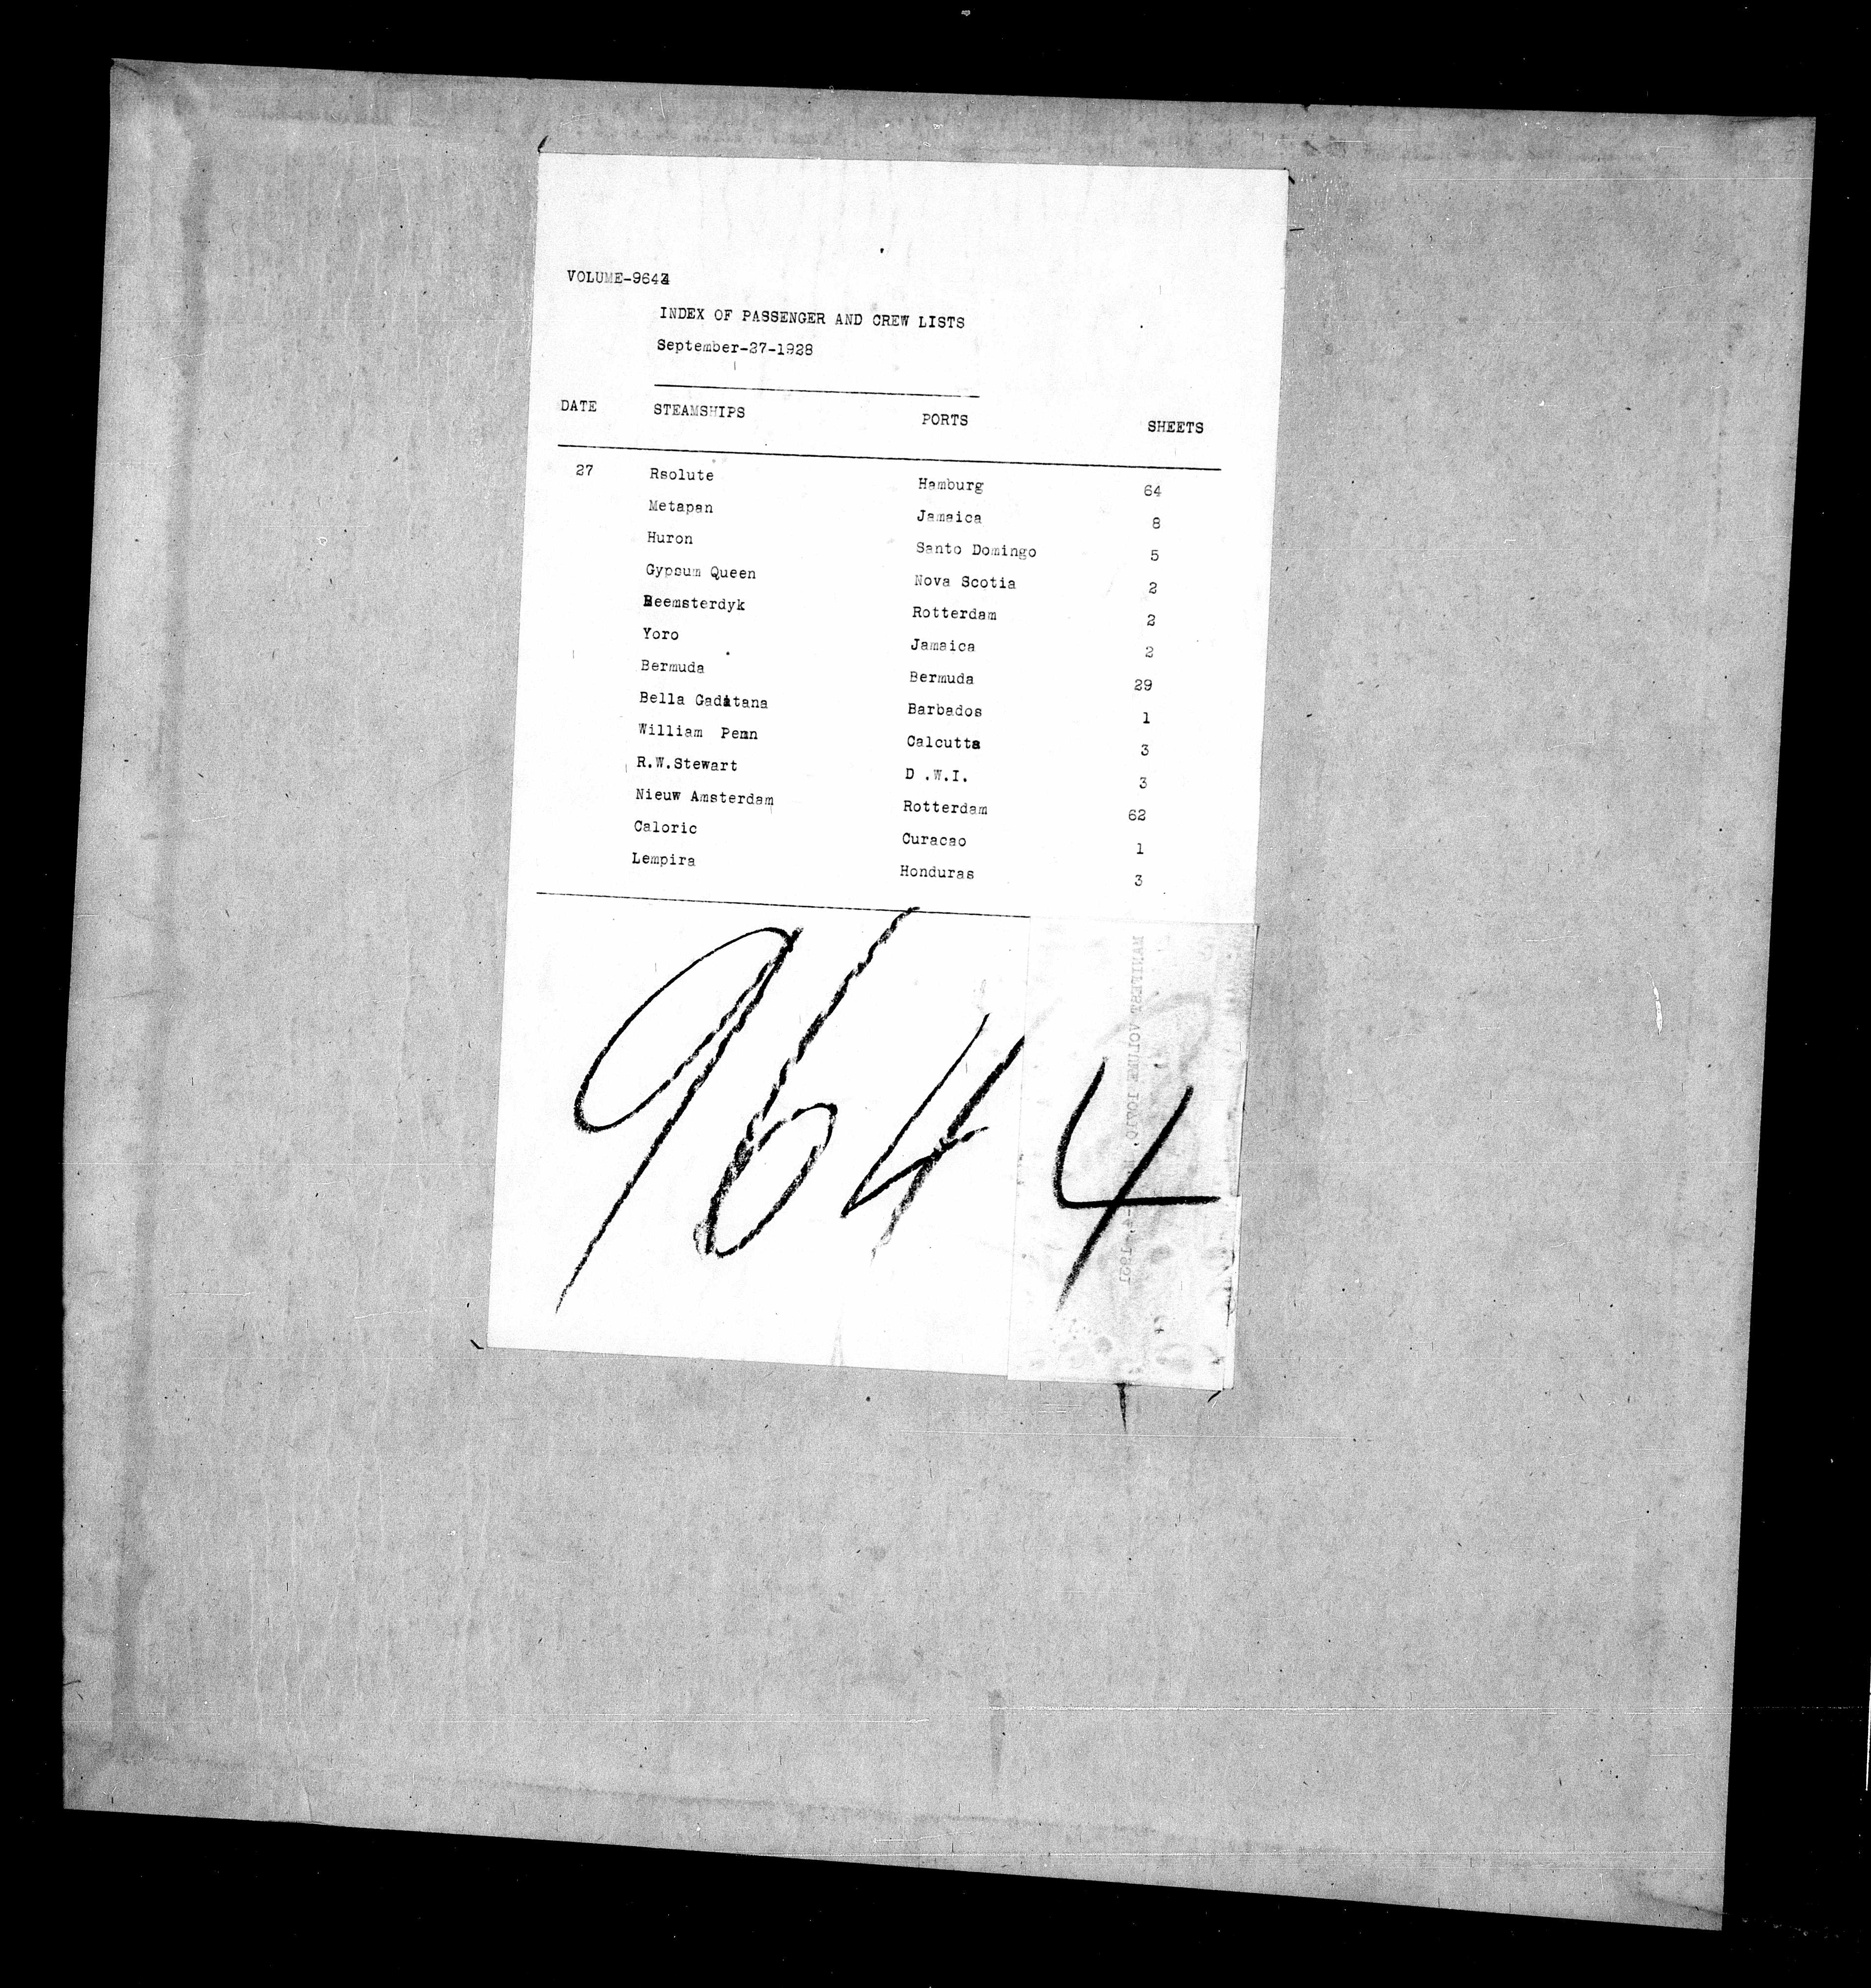 VOLUME-9644
INDEX OF PASSENGER AND CREW LISTS
September-27-1928
DATE STEAMSHIPS PORTS SHEETS
27 Rsolute Hamburg 64
Metapan Jamaica 8
Huron Santo Domingo 5
Gypsum Queen Nova Scotia 2
Beemsterdyk Rotterdam 2
Yoro Jamaica 2
Bermuda Bermuda 29
Bella Gaditana Barbados 1
William Penn Calcutta 3
R.W.Stewart D .W.I. 3
Nieuw Amsterdam Rotterdam 62
Caloric Curacao 1
Lempira Honduras 3
9644
MANIFEST VOLUME